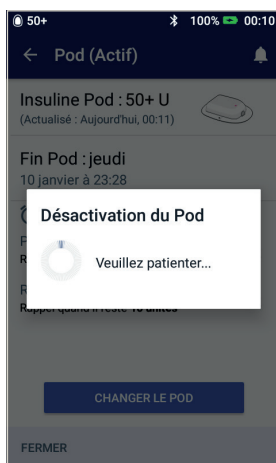 50+ 100% 00:10
Pod (Actif)
Insuline Pod : 50+ U
(Actualisé : Aujourd'hui, 00:11)
Fin Pod : jeudi
10 janvier à 23:28
Désactivation du Pod
Veuillez patienter...
Rappel quand il reste 10 unités
CHANGER LE POD
FERMER